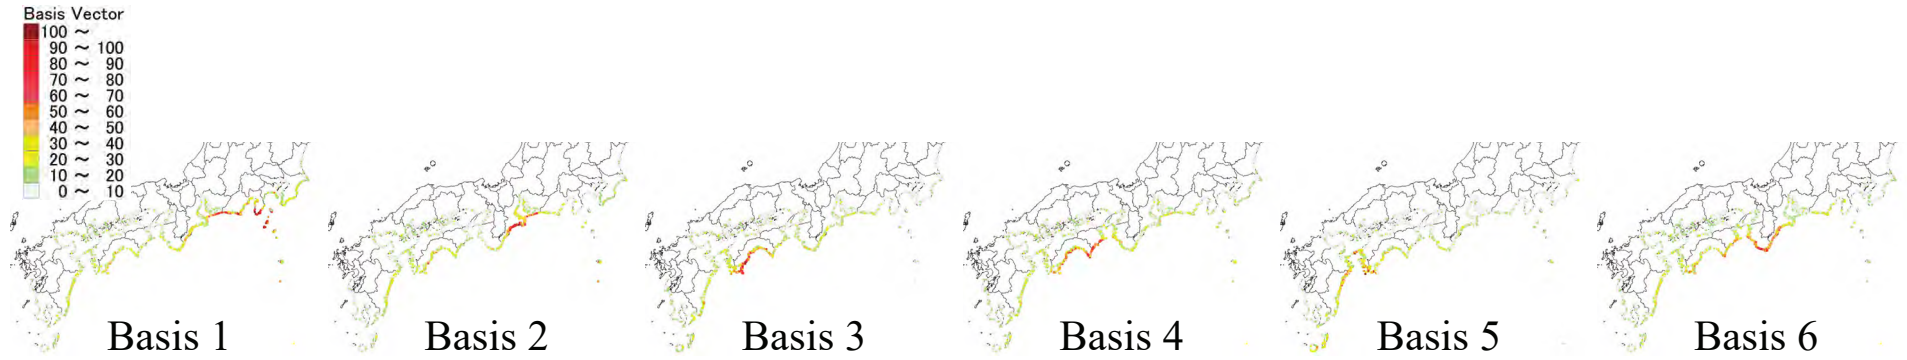 Basis Vector
100 ~
90 ~ 100
80 ~ 90
70 ~ 80
60 ~ 70
50 ~ 60
40 ~ 50
30 ~ 40
20 ~ 30
10 ~ 20
0 ~ 10
Basis 1
Basis 2
Basis 3
Basis 4
Basis 5
Basis 6